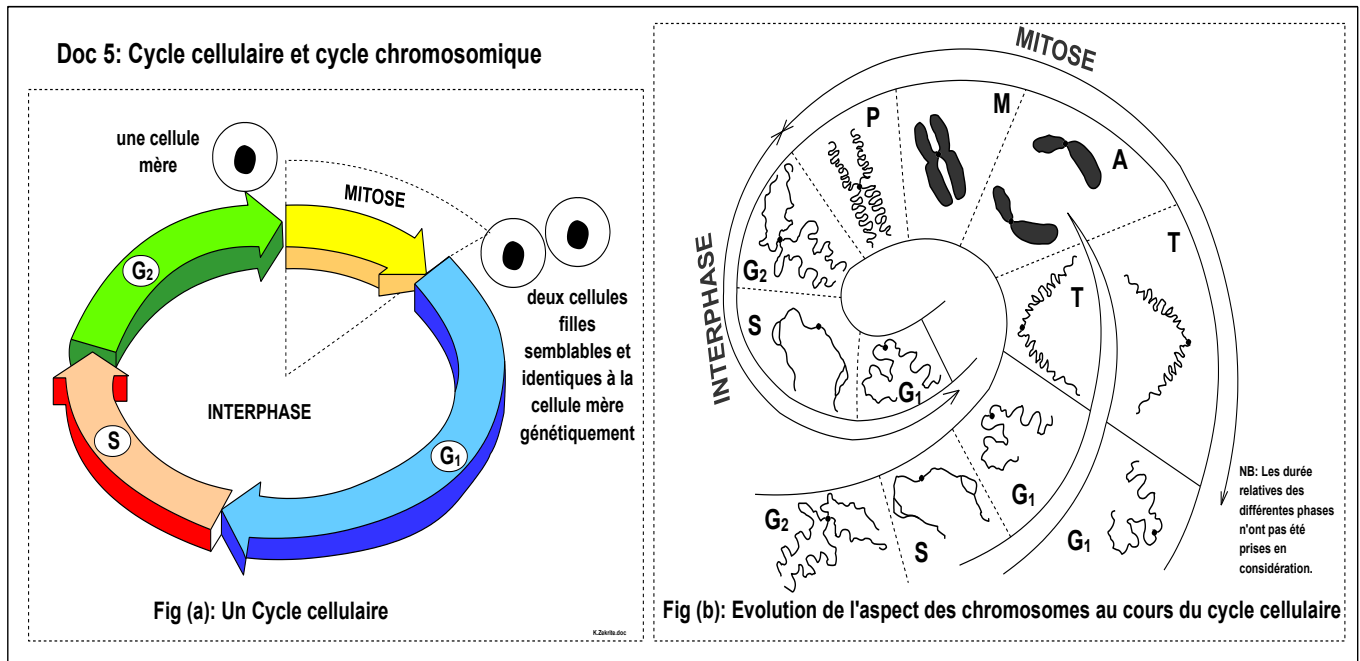 Doc 5: Cycle cellulaire et cycle chromosomique
une cellule
mère
MITOSE
G2
S
INTERPHASE
G1
deux cellules
filles
semblables et
identiques à la
cellule mère
génétiquement
Fig (a): Un Cycle cellulaire
K.Zakrita.doc
MITOSE
INTERPHASE
P
M
A
T
T
G2
S
G1
G1
G1
S
G2
NB: Les durée
relatives des
différentes phases
n'ont pas été
prises en
considération.
Fig (b): Evolution de l'aspect des chromosomes au cours du cycle cellulaire